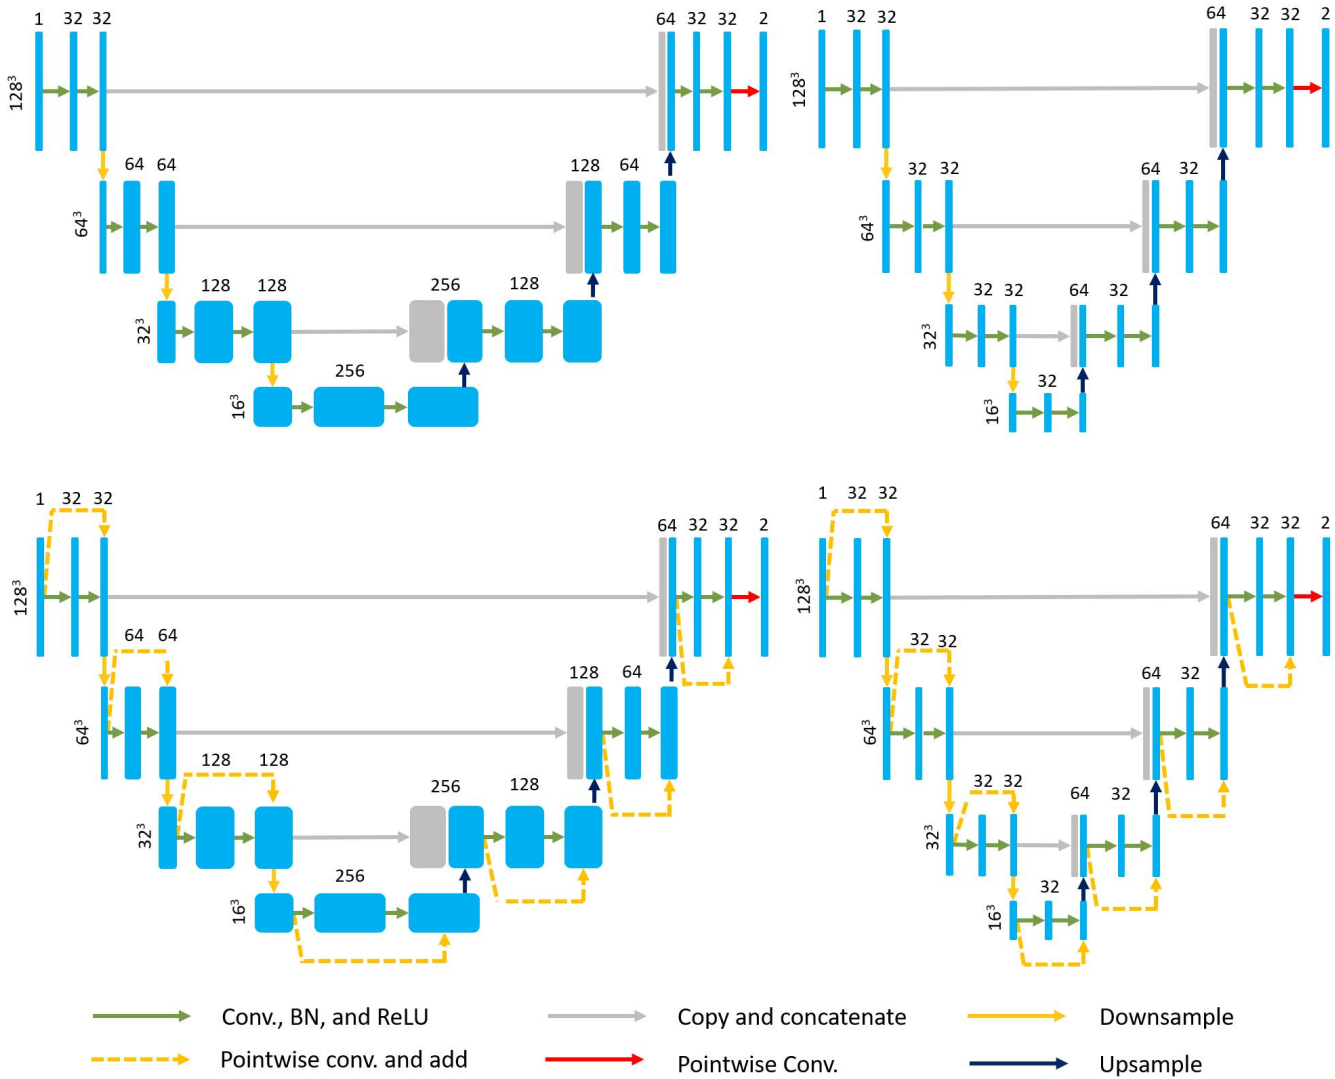 1 32 32 64 32 32 2
128³
64 64 128 64
64³
128 128 256 128
32³
256
16³
1 32 32 64 32 32 2
128³
32 32 64 32
64³
32 32 64 32
32³
32
16³
1 32 32 64 32 32 2
128³
64 64 128 64
64³
128 128 256 128
32³
256
16³
1 32 32 64 32 32 2
128³
32 32 64 32
64³
32 32 64 32
32³
32
16³
Conv., BN, and ReLU
Copy and concatenate
Downsample
Pointwise conv. and add
Pointwise Conv.
Upsample